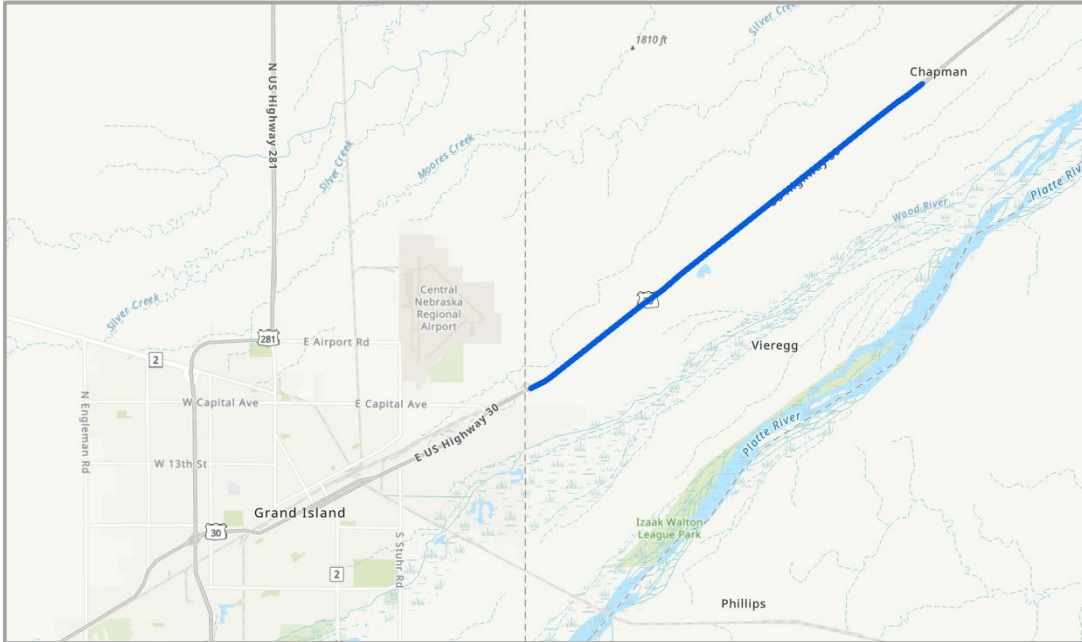 Silver Creek
1810 ft
Chapman
N US Highway 281
Silver Creek
Moores Creek
US Highway 30
Platte River
Wood River
Central
Nebraska
Regional
Airport
Silver Creek
281
E Airport Rd
2
Vieregg
N Engleman Rd
W Capital Ave
E Capital Ave
E US Highway 30
Platte River
W 13th St
Grand Island
Izaak Walton
League Park
30
S Stuhr Rd
2
Phillips